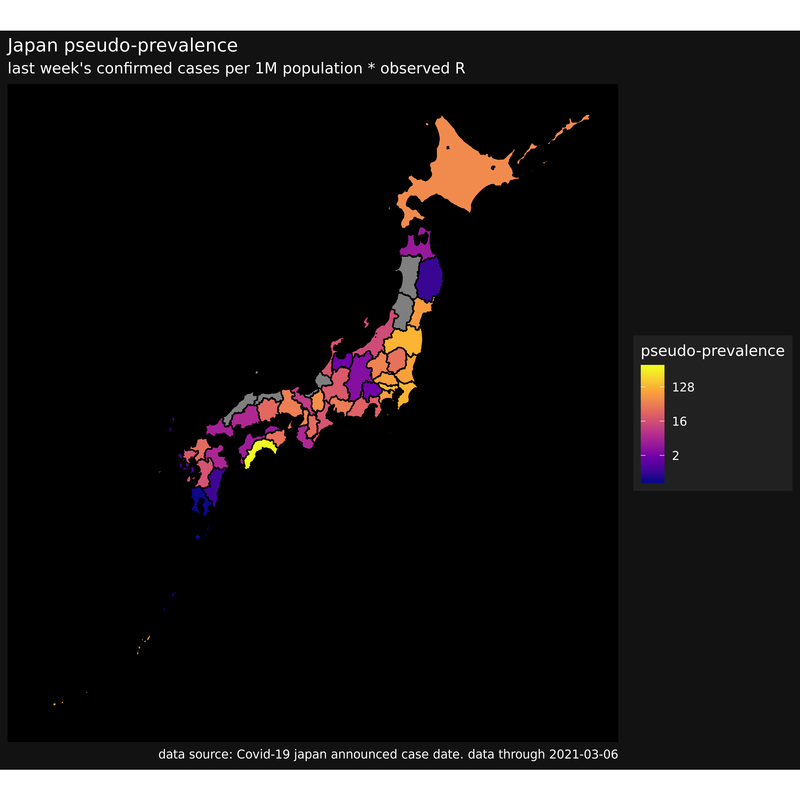 Japan pseudo-prevalence
last week's confirmed cases per 1M population * observed R
pseudo-prevalence
128
16
2
data source: Covid-19 japan announced case date. data through 2021-03-06